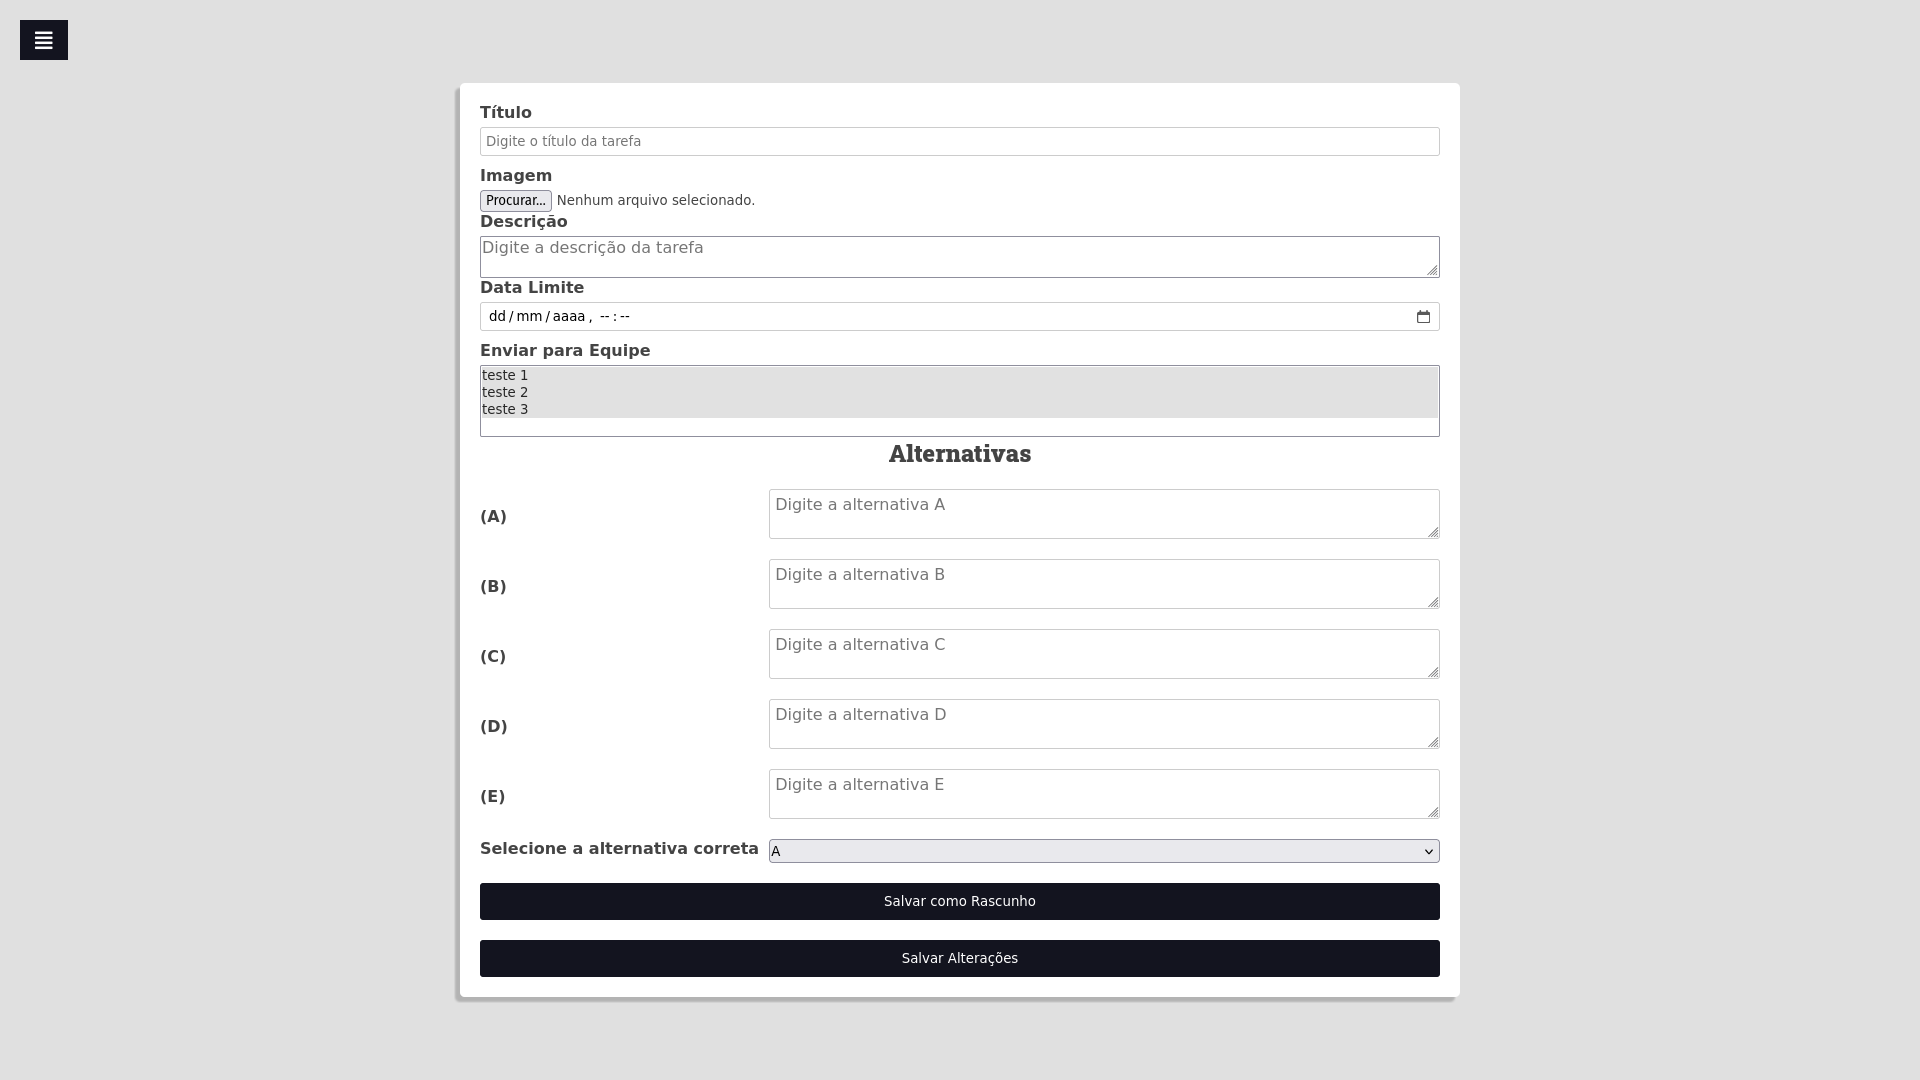 Título
Digite o título da tarefa
Imagem
Procurar... Nenhum arquivo selecionado.
Descrição
Digite a descrição da tarefa
Data Limite
dd/mm/aaaa, --:--
Enviar para Equipe
teste 1
teste 2
teste 3
Alternativas
(A) Digite a alternativa A
(B) Digite a alternativa B
(C) Digite a alternativa C
(D) Digite a alternativa D
(E) Digite a alternativa E
Selecione a alternativa correta A
Salvar como Rascunho
Salvar Alterações